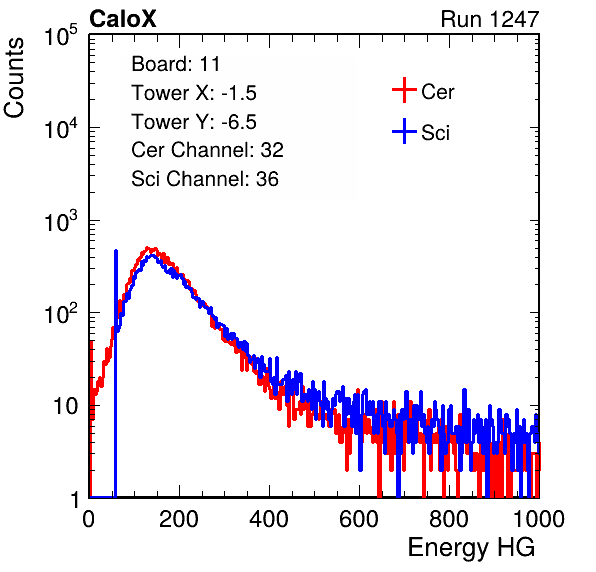 CaloX Run 1247
Counts
Board: 11
Tower X: -1.5
Tower Y: -6.5
Cer Channel: 32
Sci Channel: 36
Cer
Sci
10^5
10^4
10^3
10^2
10
1
0 200 400 600 800 1000
Energy HG